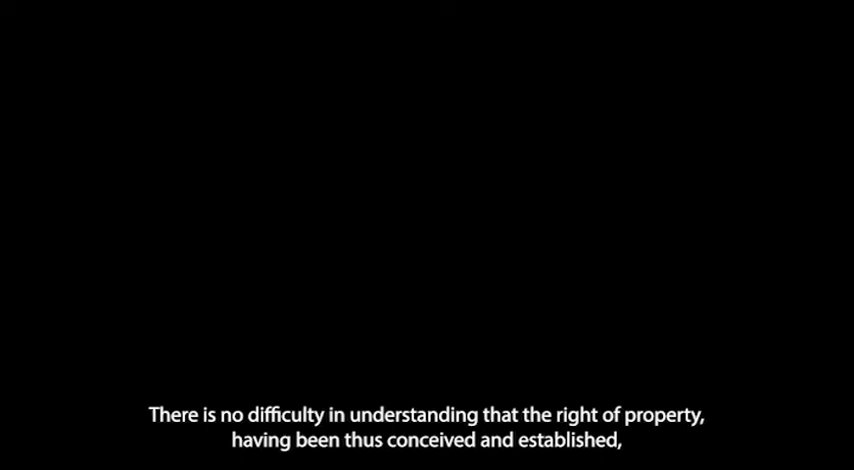 There is no difficulty in understanding that the right of property,
having been thus conceived and established,